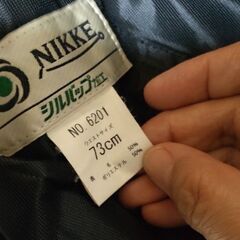 NIKKE
シルバップ加工
NO 6201
ウエストサイズ
73cm
表 毛 50%
ポリエステル 50%